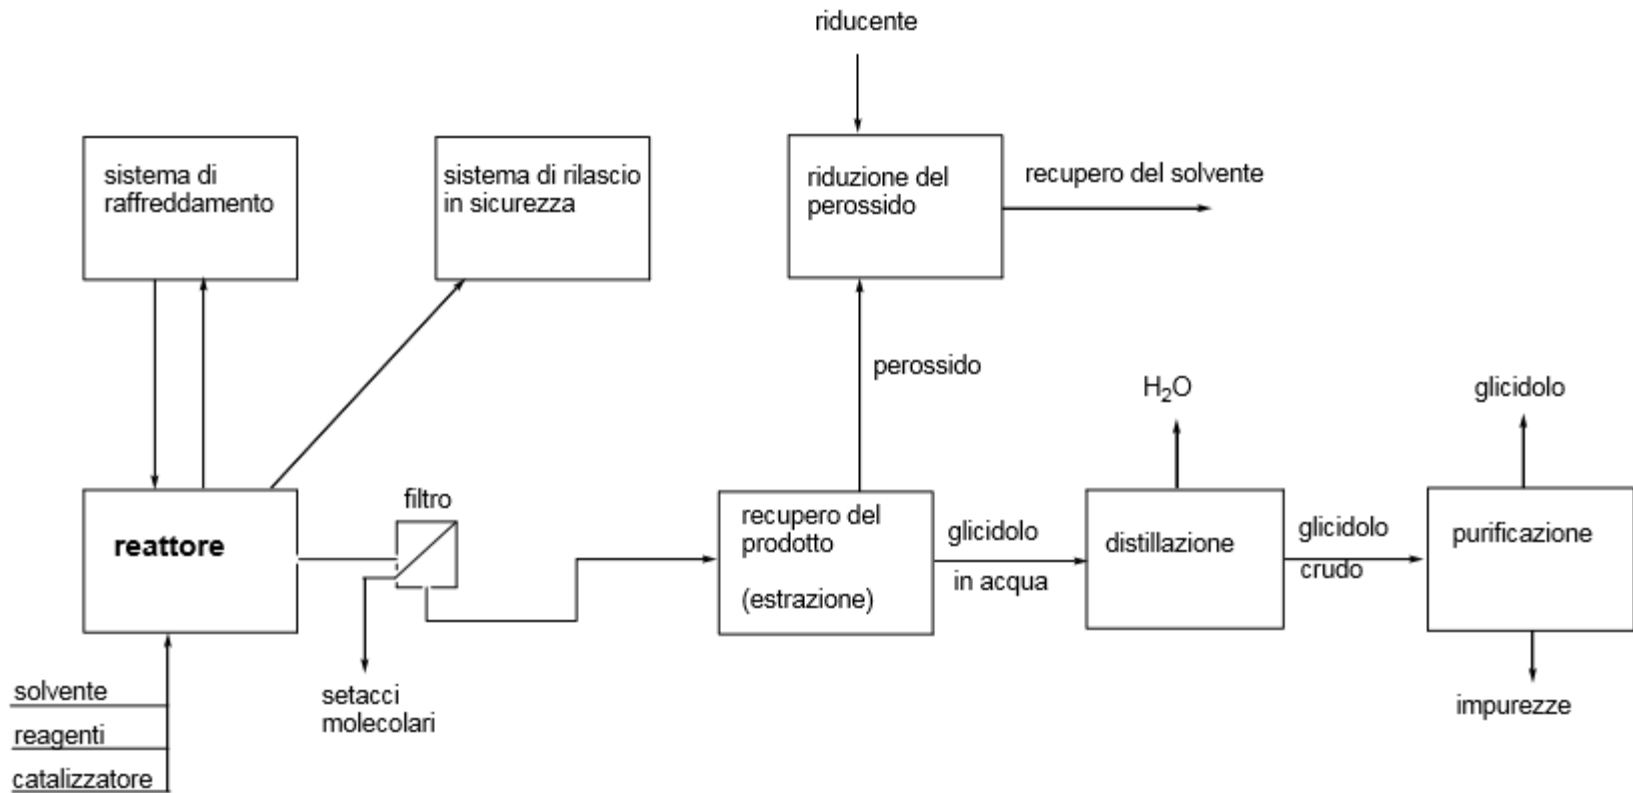 riducente
sistema di
raffreddamento
sistema di rilascio
in sicurezza
riduzione del
perossido
recupero del solvente
perossido
H₂O
glicidolo
reattore
filtro
recupero del
prodotto
(estrazione)
glicidolo
in acqua
distillazione
glicidolo
crudo
purificazione
setacci
molecolari
impurezze
solvente
reagenti
catalizzatore